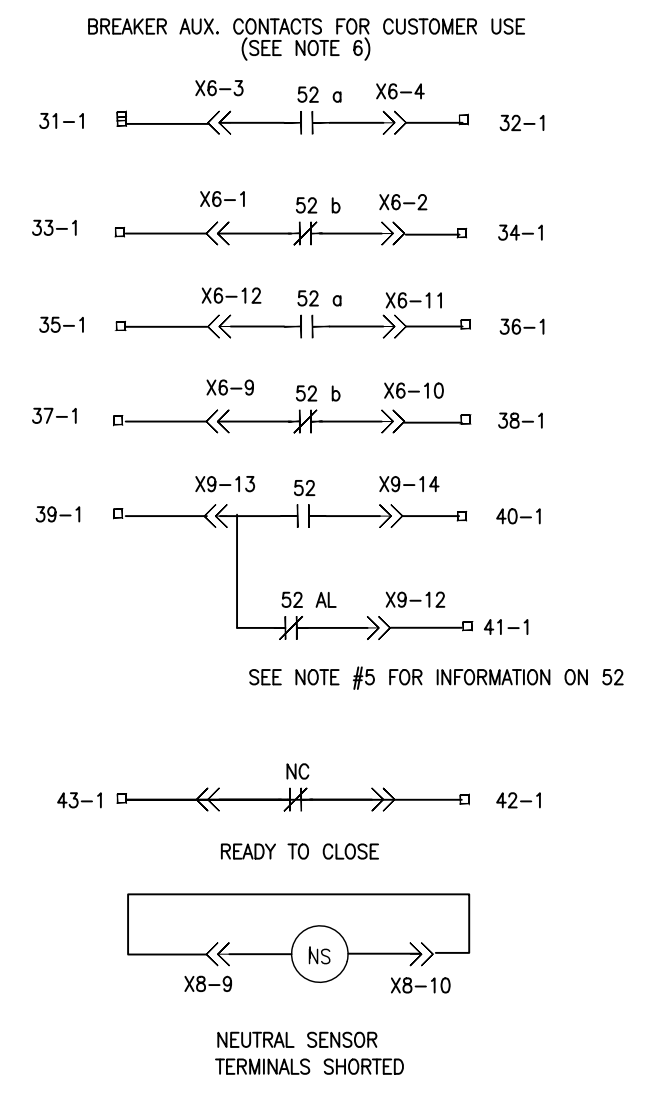 BREAKER AUX. CONTACTS FOR CUSTOMER USE
(SEE NOTE 6)
X6-3 52 a X6-4
31-1 32-1
X6-1 52 b X6-2
33-1 34-1
X6-12 52 a X6-11
35-1 36-1
X6-9 52 b X6-10
37-1 38-1
X9-13 52 X9-14
39-1 40-1
52 AL X9-12
41-1
SEE NOTE #5 FOR INFORMATION ON 52
NC
43-1 42-1
READY TO CLOSE
NS
X8-9 X8-10
NEUTRAL SENSOR
TERMINALS SHORTED